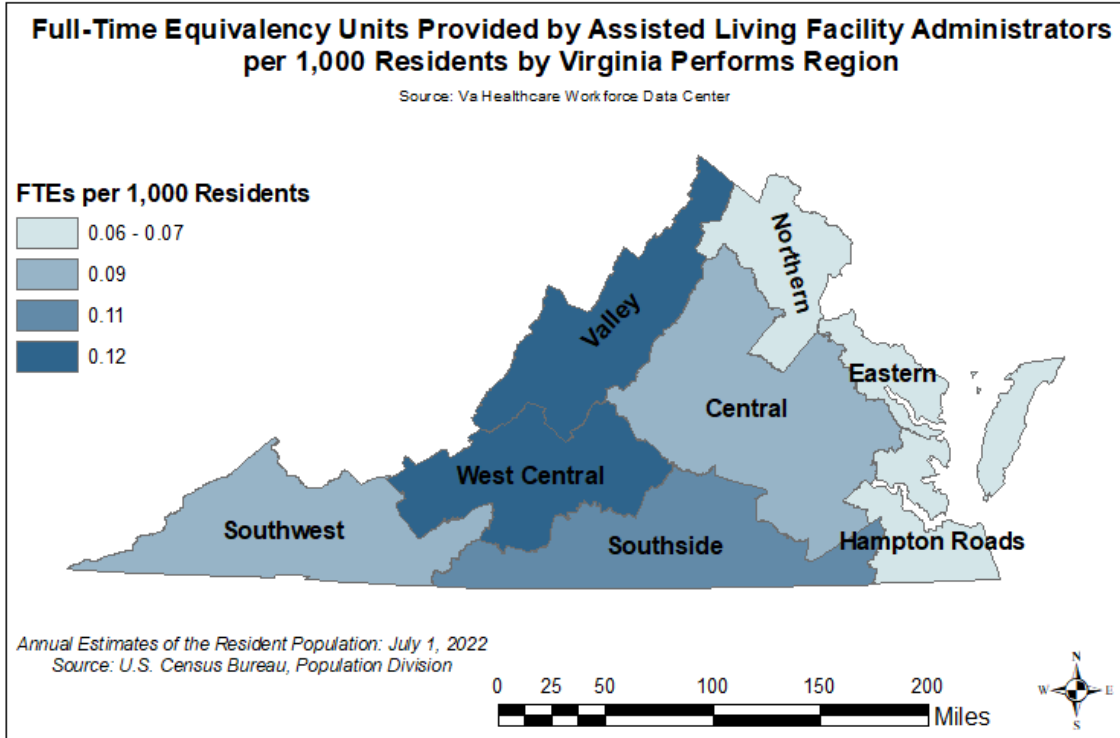 Full-Time Equivalency Units Provided by Assisted Living Facility Administrators
per 1,000 Residents by Virginia Performs Region
Source: Va Healthcare Workforce Data Center
FTEs per 1,000 Residents
0.06 - 0.07
0.09
0.11
0.12
Northern
Valley
Eastern
Central
West Central
Southwest
Southside
Hampton Roads
Annual Estimates of the Resident Population: July 1, 2022
Source: U.S. Census Bureau, Population Division
0 25 50 100 150 200
Miles
N
W E
S